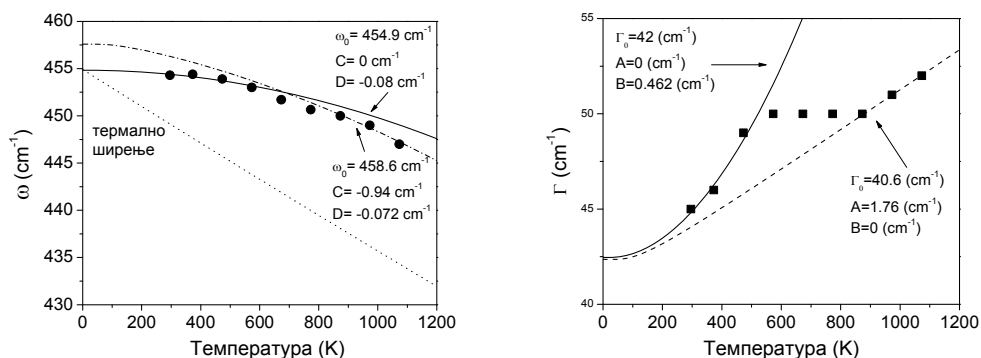 460
455
450
445
440
435
430
ω (cm⁻¹)
ω₀= 454.9
C= 0 cm⁻¹
D= -0.08 cm⁻¹
термално
ширење
ω₀= 458.6 cm⁻¹
C= -0.94 cm⁻¹
D= -0.072 cm⁻¹
0 200 400 600 800 1000 1200
Температура (K)
55
50
45
40
Γ (cm⁻¹)
Γ₀=42 (cm⁻¹)
A=0 (cm⁻¹)
B=0.462 (cm⁻¹)
Γ₀=40.6 (cm⁻¹)
A=1.76 (cm⁻¹)
B=0 (cm⁻¹)
0 200 400 600 800 1000 1200
Температура (K)